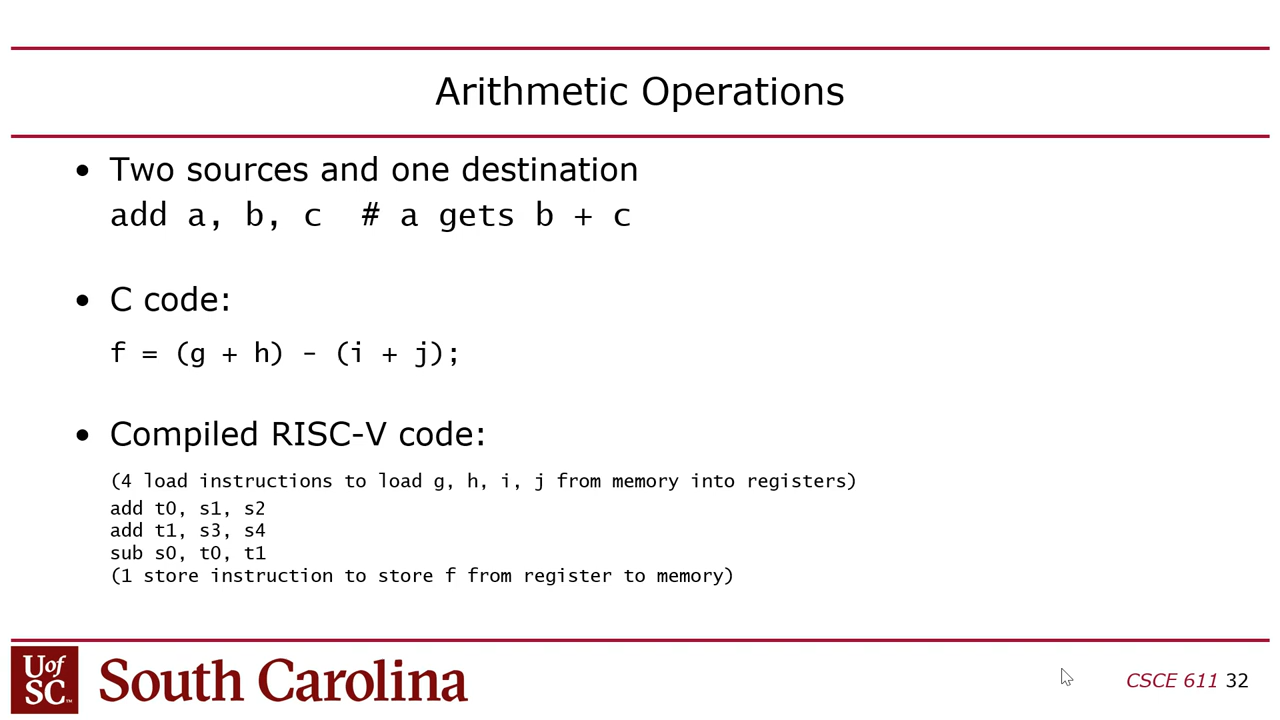 Arithmetic Operations
• Two sources and one destination
add a, b, c # a gets b + c
• C code:
f = (g + h) - (i + j);
• Compiled RISC-V code:
(4 load instructions to load g, h, i, j from memory into registers)
add t0, s1, s2
add t1, s3, s4
sub s0, t0, t1
(1 store instruction to store f from register to memory)
UofSC™ South Carolina
CSCE 611 32